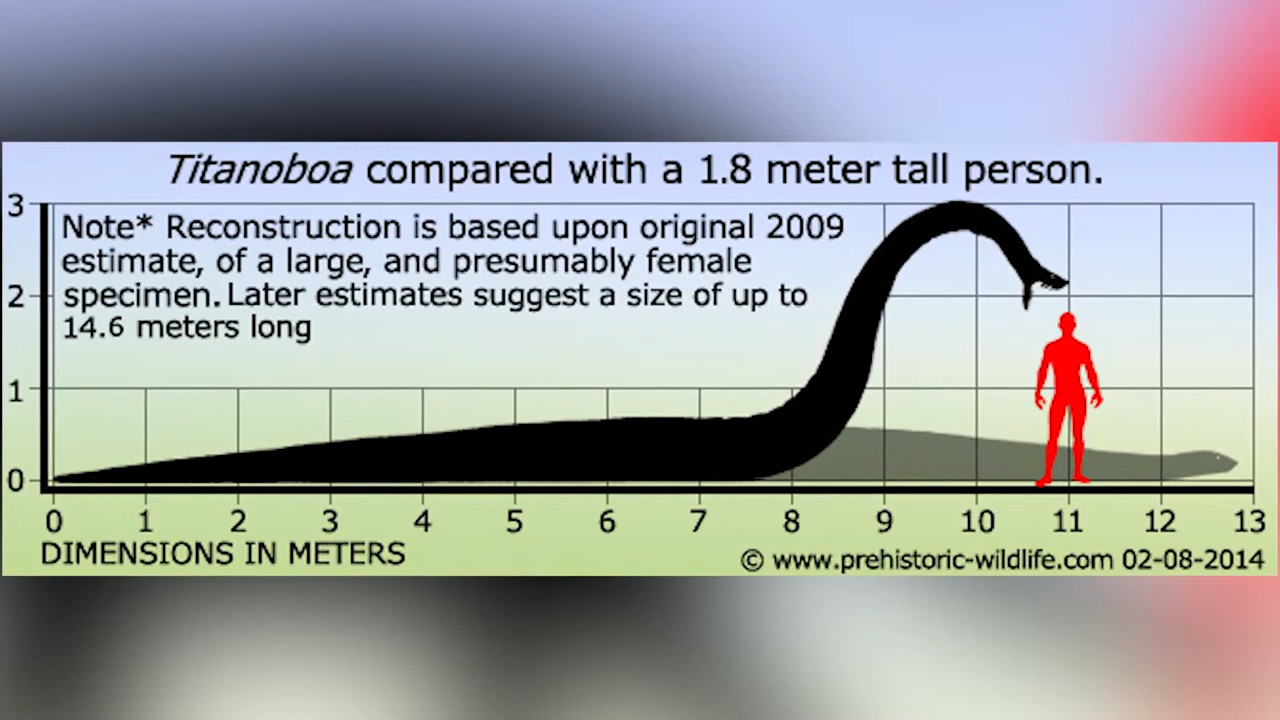 Titanoboa compared with a 1.8 meter tall person.
Note* Reconstruction is based upon original 2009
estimate, of a large, and presumably female
specimen. Later estimates suggest a size of up to
14.6 meters long
3
2
1
0
0 1 2 3 4 5 6 7 8 9 10 11 12 13
DIMENSIONS IN METERS
© www.prehistoric-wildlife.com 02-08-2014